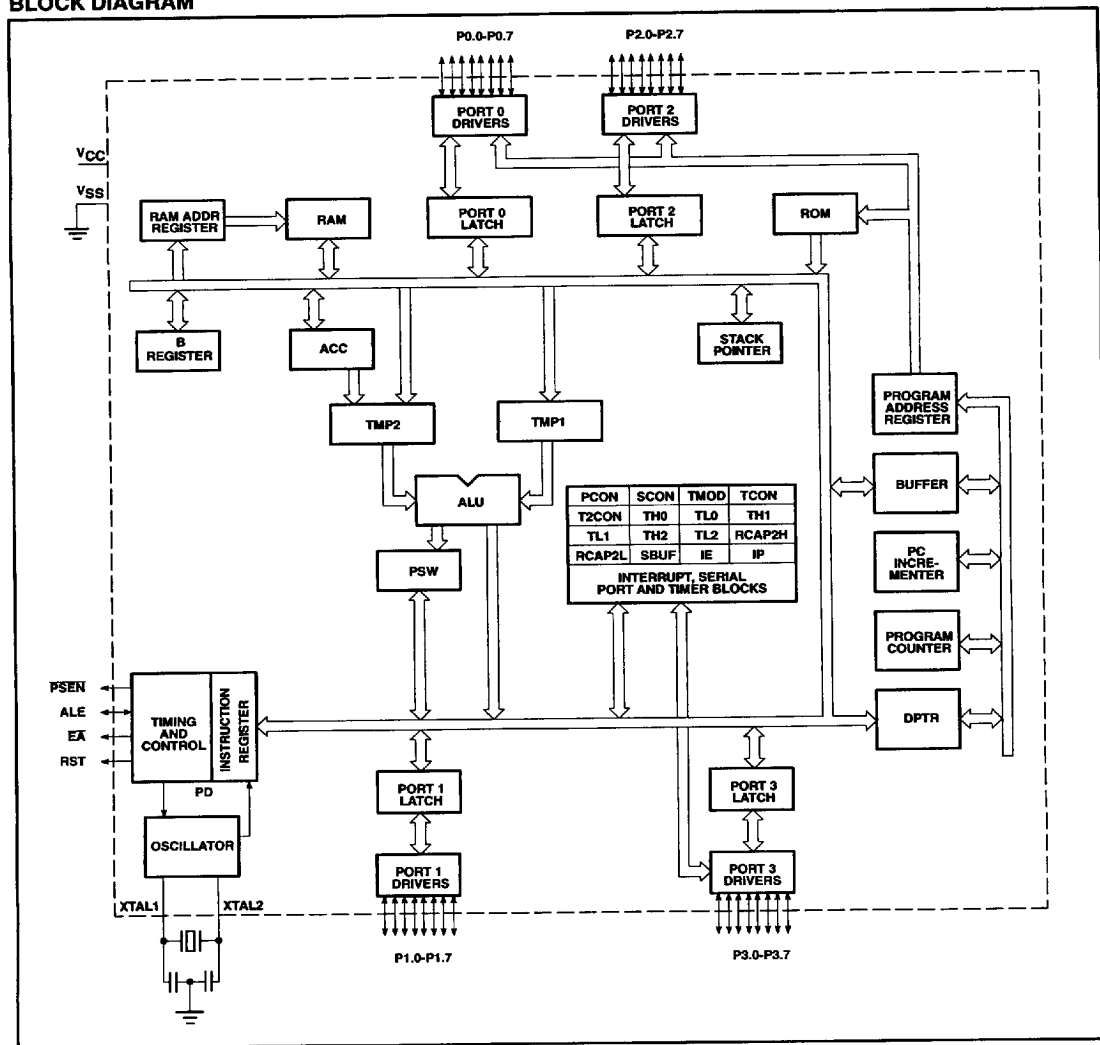 BLOCK DIAGRAM
P0.0-P0.7
P2.0-P2.7
PORT 0
DRIVERS
PORT 2
DRIVERS
VCC
VSS
RAM ADDR
REGISTER
RAM
PORT 0
LATCH
PORT 2
LATCH
ROM
B
REGISTER
ACC
STACK
POINTER
PROGRAM
ADDRESS
REGISTER
TMP2
TMP1
BUFFER
ALU
PCON SCON TMOD TCON
T2CON TH0 TL0 TH1
TL1 TH2 TL2 RCAP2H
RCAP2L SBUF IE IP
INTERRUPT, SERIAL
PORT AND TIMER BLOCKS
PSW
PC
INCRE-
MENTER
PROGRAM
COUNTER
PSEN
ALE
EA
RST
TIMING
AND
CONTROL
INSTRUCTION
REGISTER
DPTR
PD
PORT 1
LATCH
PORT 3
LATCH
OSCILLATOR
PORT 1
DRIVERS
PORT 3
DRIVERS
XTAL1
XTAL2
P1.0-P1.7
P3.0-P3.7